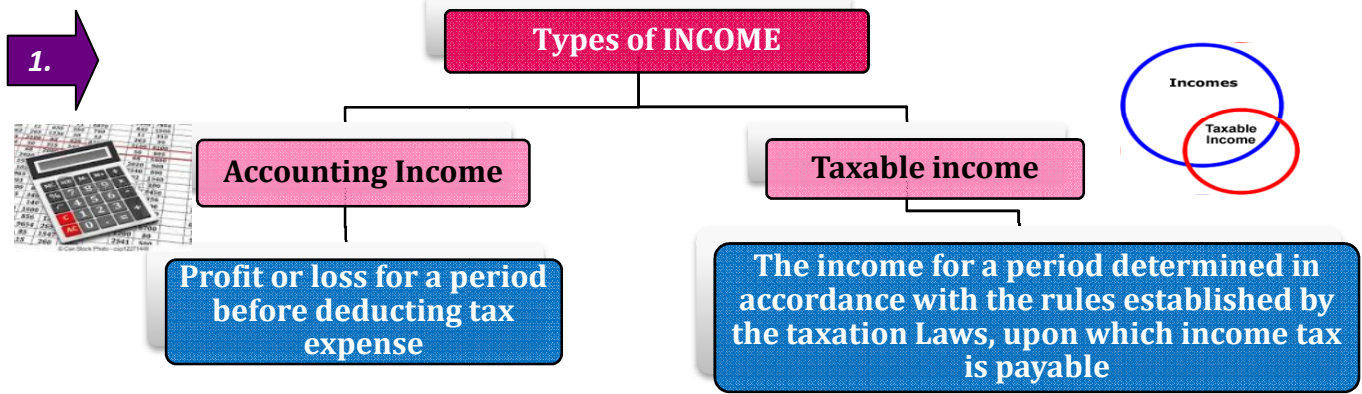 Types of INCOME
1.
Incomes
Taxable
Income
Accounting Income
Taxable income
Profit or loss for a period
before deducting tax
expense
The income for a period determined in
accordance with the rules established by
the taxation Laws, upon which income tax
is payable